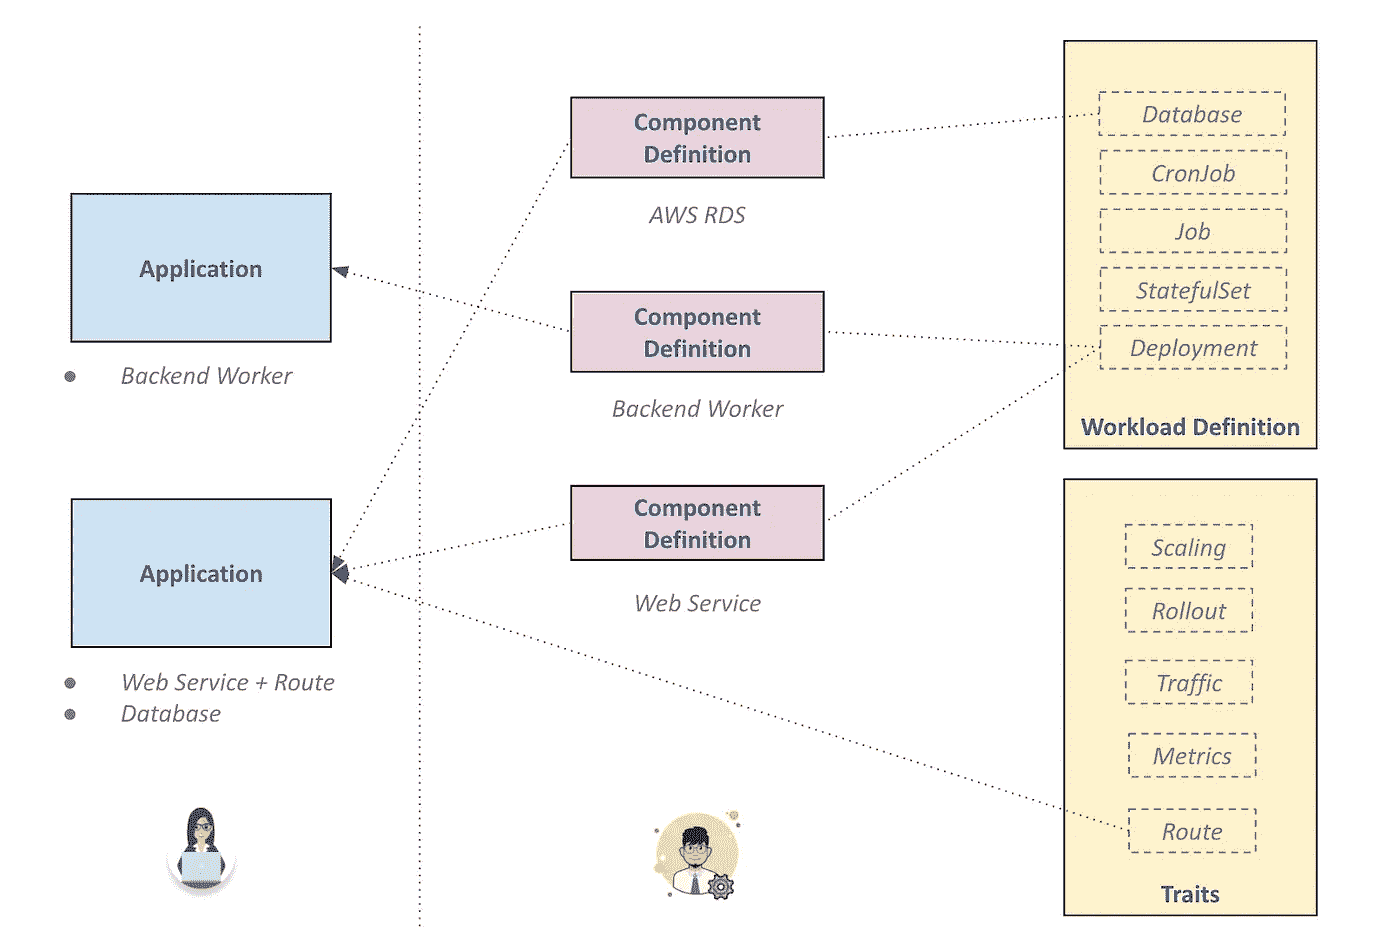 Application
Backend Worker
Application
Web Service + Route
Database
Component
Definition
AWS RDS
Component
Definition
Backend Worker
Component
Definition
Web Service
Database
CronJob
Job
StatefulSet
Deployment
Workload Definition
Scaling
Rollout
Traffic
Metrics
Route
Traits